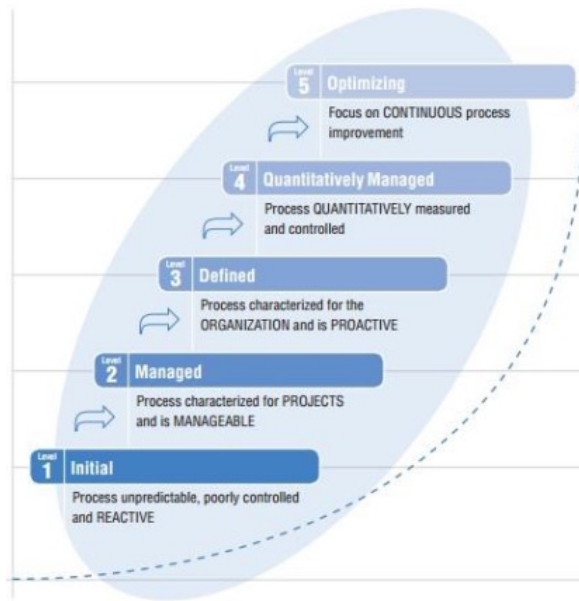 Level
5 Optimizing
Focus on CONTINUOUS process
improvement
Level
4 Quantitatively Managed
Process QUANTITATIVELY measured
and controlled
Level
3 Defined
Process characterized for the
ORGANIZATION and is PROACTIVE
Level
2 Managed
Process characterized for PROJECTS
and is MANAGEABLE
Level
1 Initial
Process unpredictable, poorly controlled
and REACTIVE